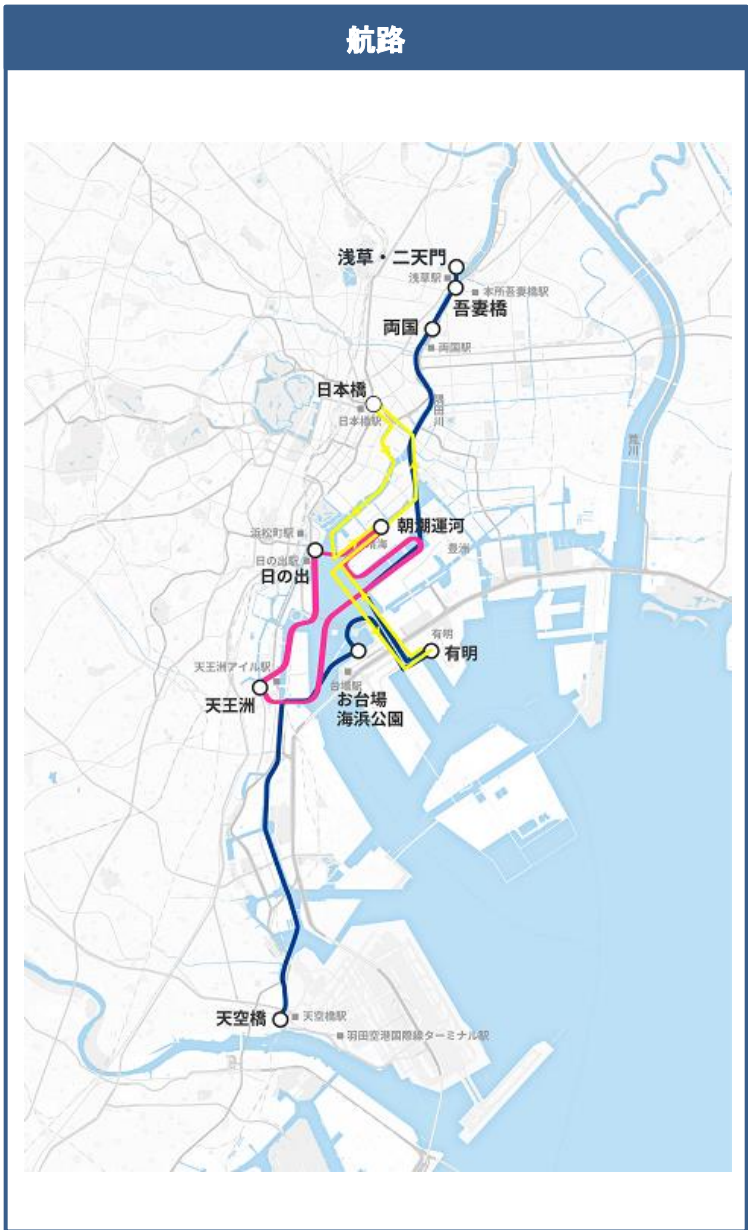 航路
浅草・二天門
浅草駅
本所吾妻橋駅
吾妻橋
両国
両国駅
日本橋
日本橋駅
隅田川
荒川
浜松町駅
朝潮運河
晴海
豊洲
日の出駅
日の出
有明
有明
天王洲アイル駅
台場駅
天王洲
お台場
海浜公園
天空橋
天空橋駅
羽田空港国際線ターミナル駅